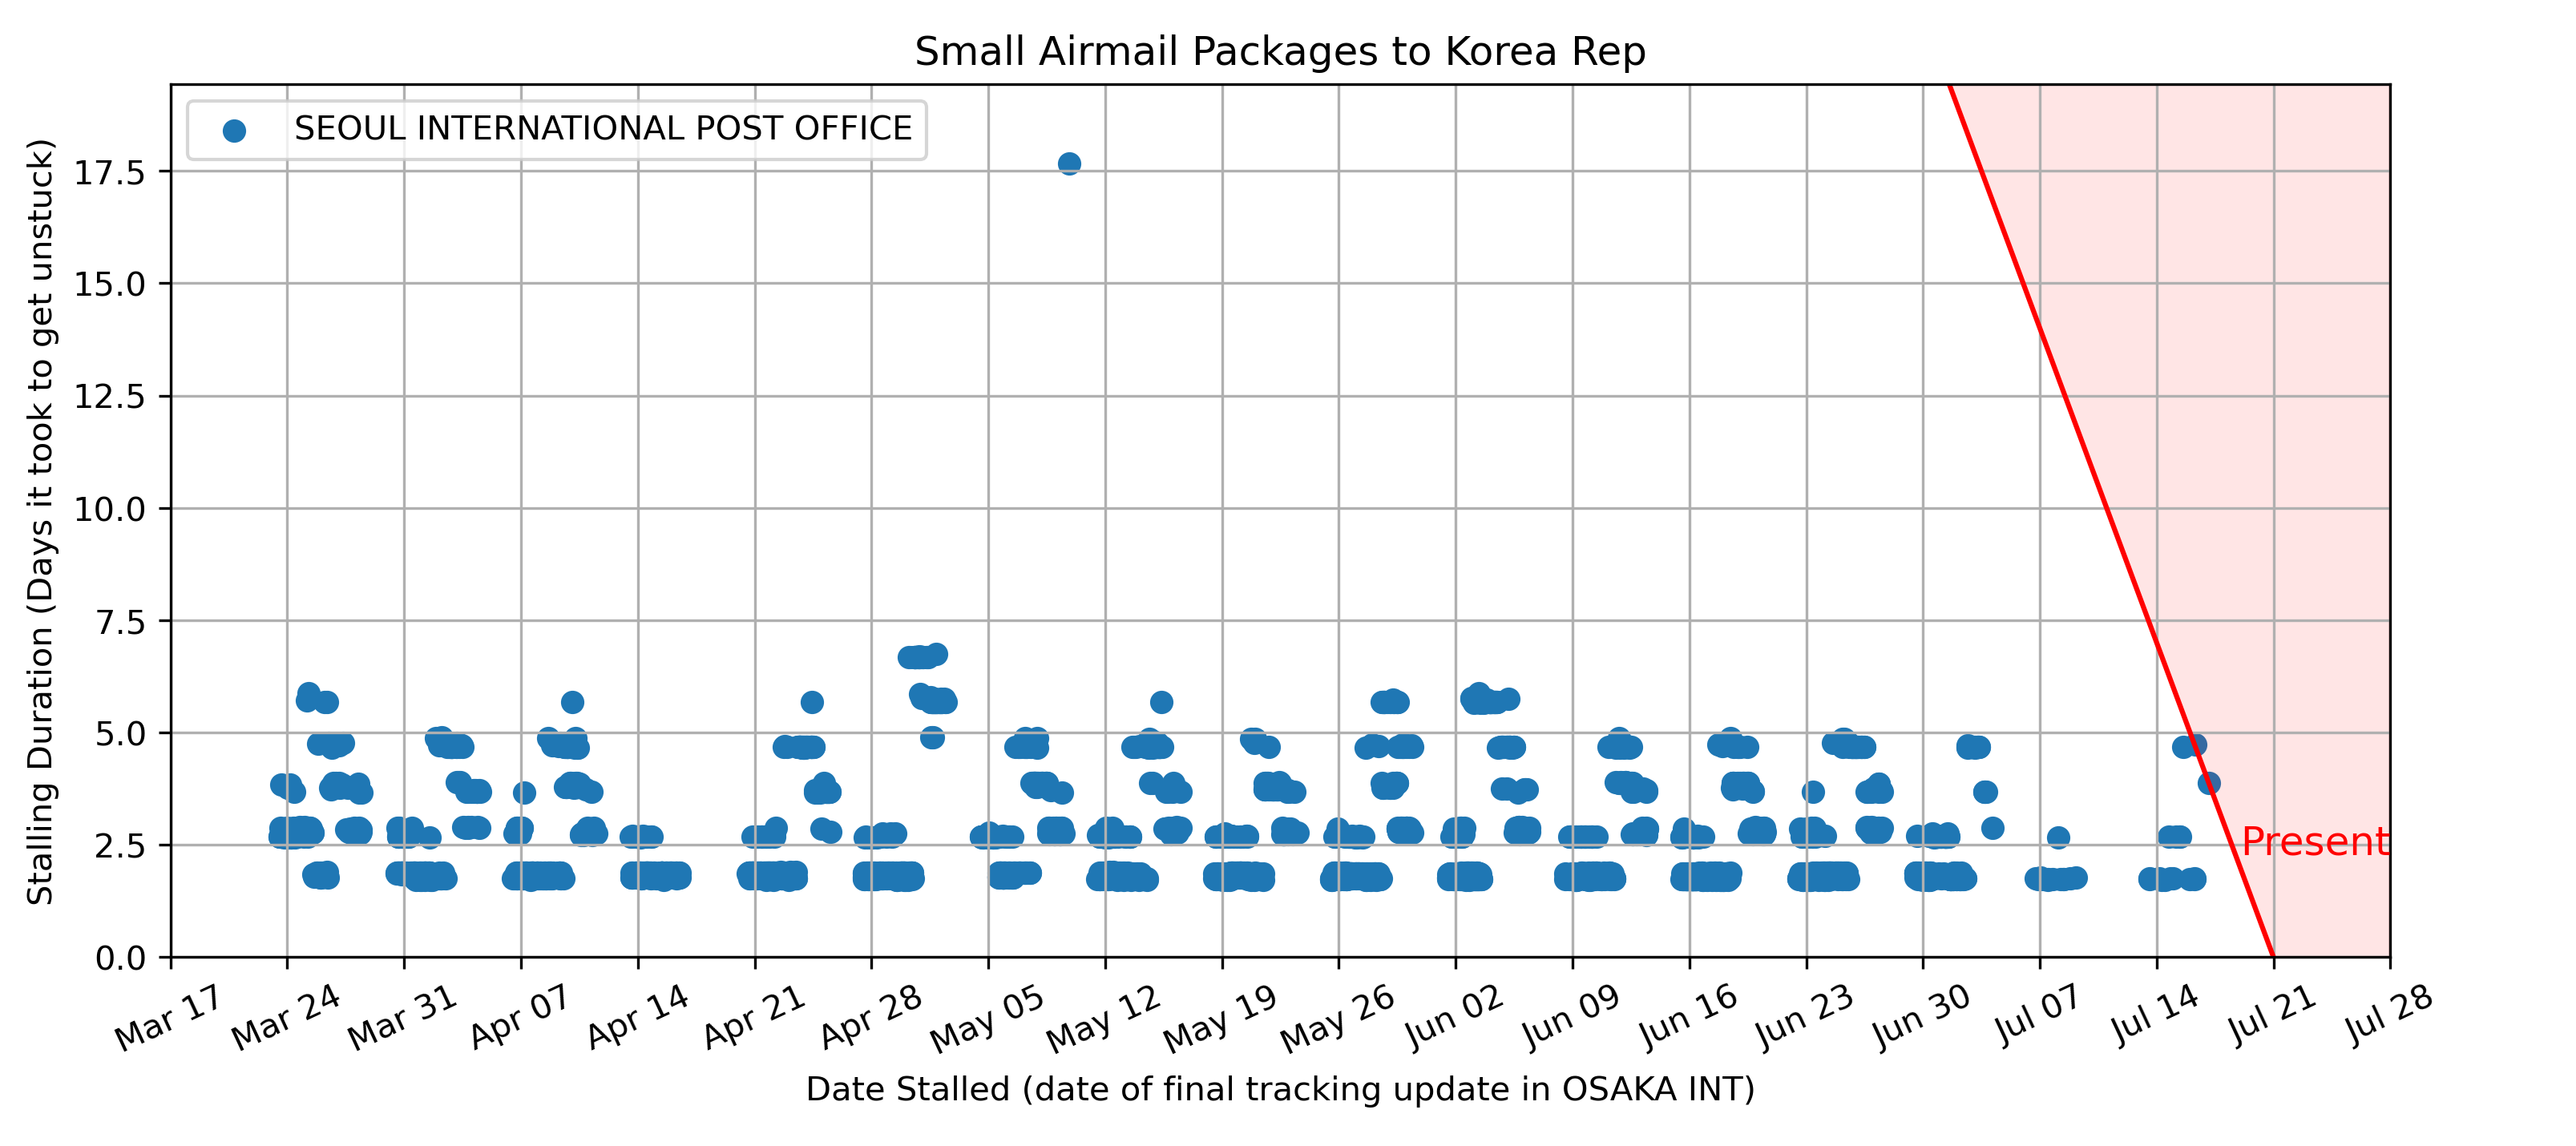 Small Airmail Packages to Korea Rep
SEOUL INTERNATIONAL POST OFFICE
Stalling Duration (Days it took to get unstuck)
17.5
15.0
12.5
10.0
7.5
5.0
2.5
0.0
Present
Mar 17
Mar 24
Mar 31
Apr 07
Apr 14
Apr 21
Apr 28
May 05
May 12
May 19
May 26
Jun 02
Jun 09
Jun 16
Jun 23
Jun 30
Jul 07
Jul 14
Jul 21
Jul 28
Date Stalled (date of final tracking update in OSAKA INT)